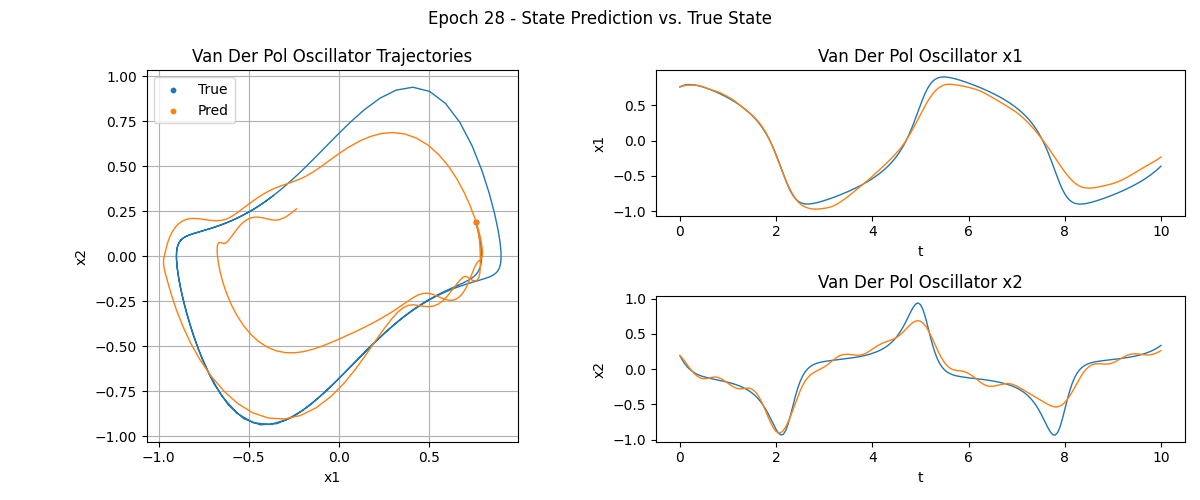 Epoch 28 - State Prediction vs. True State
Van Der Pol Oscillator Trajectories
True
Pred
1.00
0.75
0.50
0.25
0.00
−0.25
−0.50
−0.75
−1.00
x2
−1.0
−0.5
0.0
0.5
x1
Van Der Pol Oscillator x1
0.5
0.0
−0.5
−1.0
x1
0
2
4
6
8
10
t
Van Der Pol Oscillator x2
1.0
0.5
0.0
−0.5
−1.0
x2
0
2
4
6
8
10
t